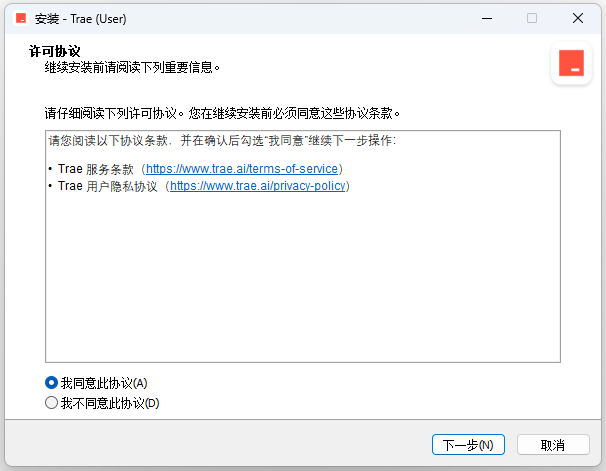 安装 - Trae (User)
许可协议
继续安装前请阅读下列重要信息。
请仔细阅读下列许可协议。您在继续安装前必须同意这些协议条款。
请您阅读以下协议条款，并在确认后勾选“我同意”继续下一步操作：
• Trae 服务条款（https://www.trae.ai/terms-of-service）
• Trae 用户隐私协议（https://www.trae.ai/privacy-policy）
我同意此协议(A)
我不同意此协议(D)
下一步(N)
取消